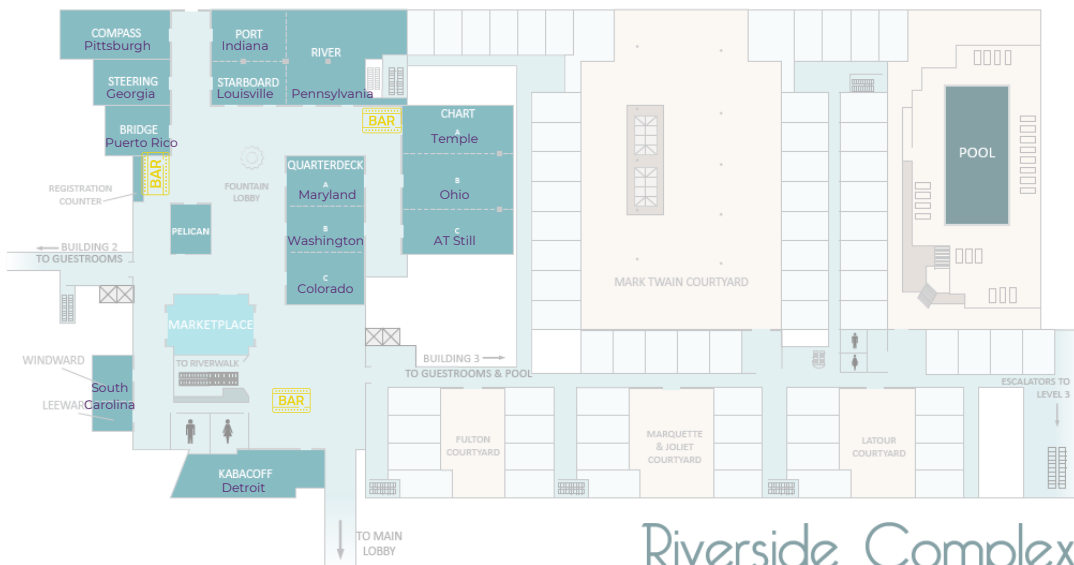 COMPASS
Pittsburgh
PORT
Indiana
RIVER
STEERING
Georgia
STARBOARD
Louisville
Pennsylvania
BRIDGE
Puerto Rico
BAR
BAR
CHART
A
Temple
B
Ohio
C
AT Still
QUARTERDECK
A
Maryland
B
Washington
C
Colorado
REGISTRATION
COUNTER
FOUNTAIN
LOBBY
PELICAN
POOL
BUILDING 2
TO GUESTROOMS
MARK TWAIN COURTYARD
MARKETPLACE
TO RIVERWALK
WINDWARD
South
LEEWARD
Carolina
BAR
BUILDING 3
TO GUESTROOMS & POOL
ESCALATORS TO
LEVEL 3
FULTON
COURTYARD
MARQUETTE
& JOLIET
COURTYARD
LATOUR
COURTYARD
KABACOFF
Detroit
TO MAIN
LOBBY
Riverside Complex